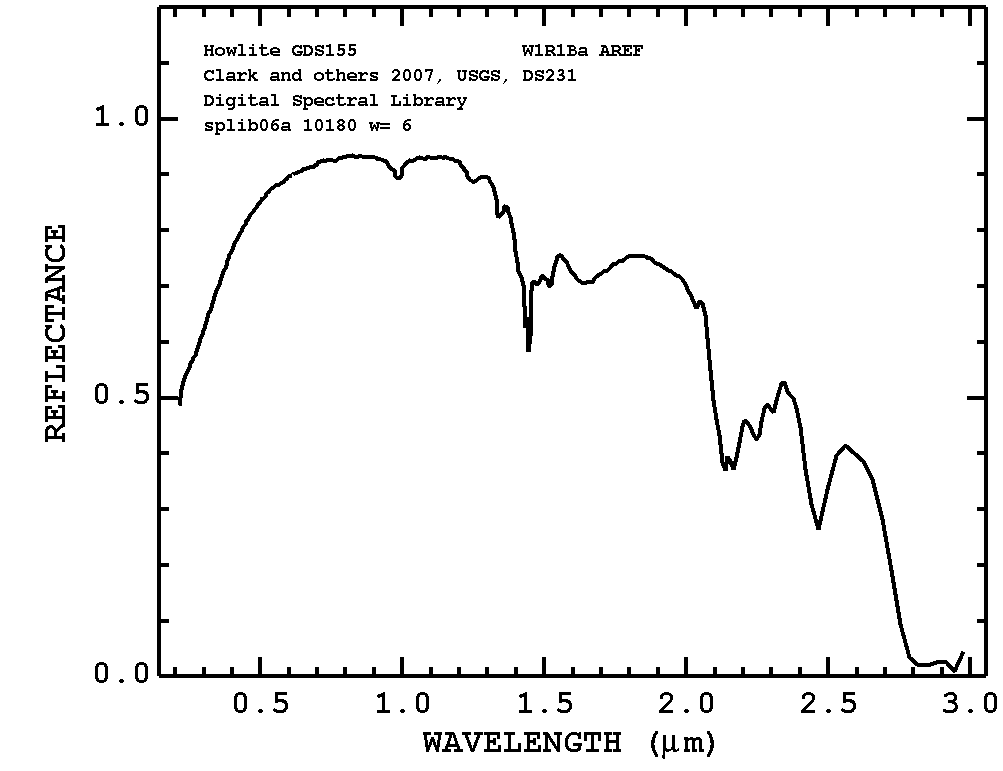 Howlite GDS155 W1R1Ba AREF
Clark and others 2007, USGS, DS231
Digital Spectral Library
splib06a 10180 w= 6
1.0
0.5
0.0
REFLECTANCE
0.5 1.0 1.5 2.0 2.5 3.0
WAVELENGTH (μm)